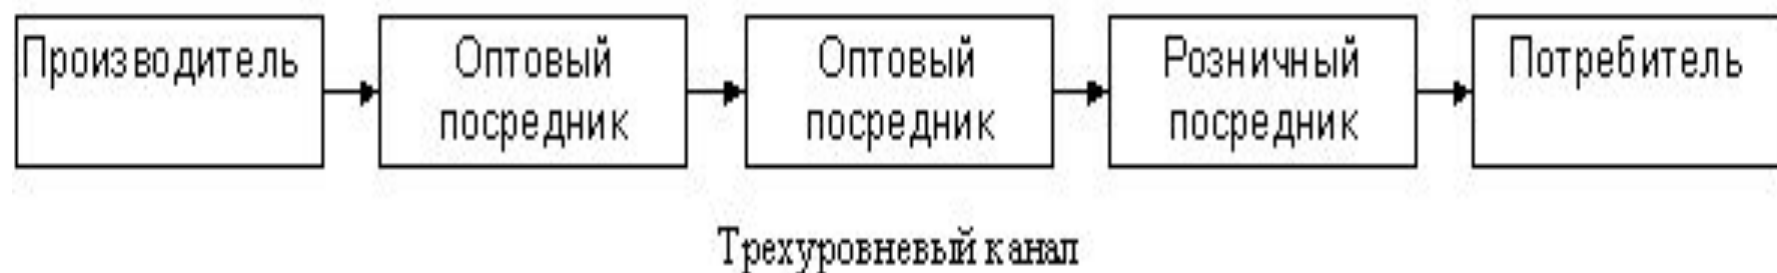 Производитель
Оптовый
посредник
Оптовый
посредник
Розничный
посредник
Потребитель
Трехуровневый канал